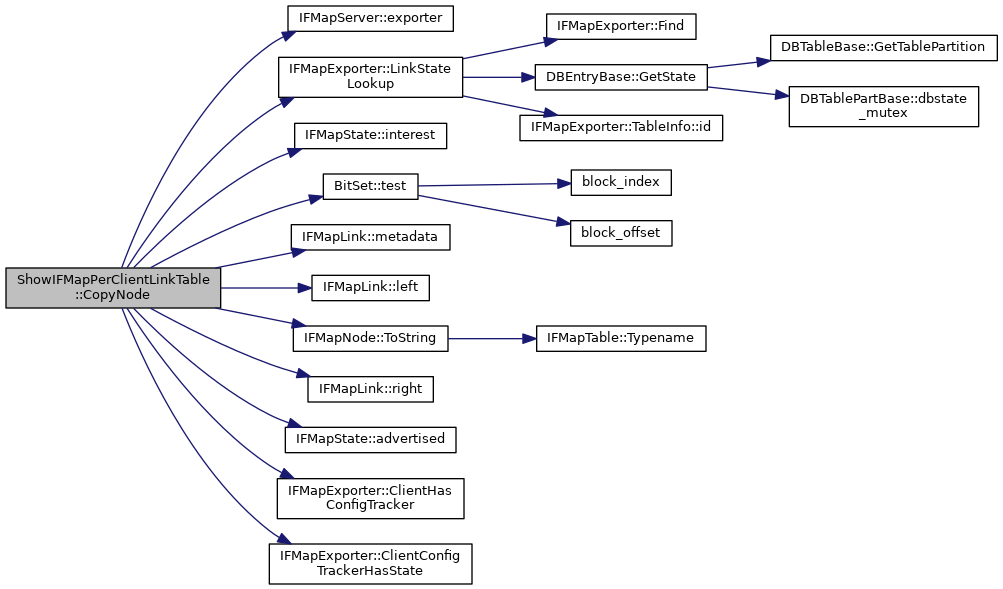 IFMapServer::exporter
IFMapExporter::Find
DBTableBase::GetTablePartition
IFMapExporter::LinkState
Lookup
DBEntryBase::GetState
DBTablePartBase::dbstate
_mutex
IFMapExporter::TableInfo::id
IFMapState::interest
BitSet::test
block_index
block_offset
IFMapLink::metadata
ShowIFMapPerClientLinkTable
::CopyNode
IFMapLink::left
IFMapNode::ToString
IFMapTable::Typename
IFMapLink::right
IFMapState::advertised
IFMapExporter::ClientHas
ConfigTracker
IFMapExporter::ClientConfig
TrackerHasState